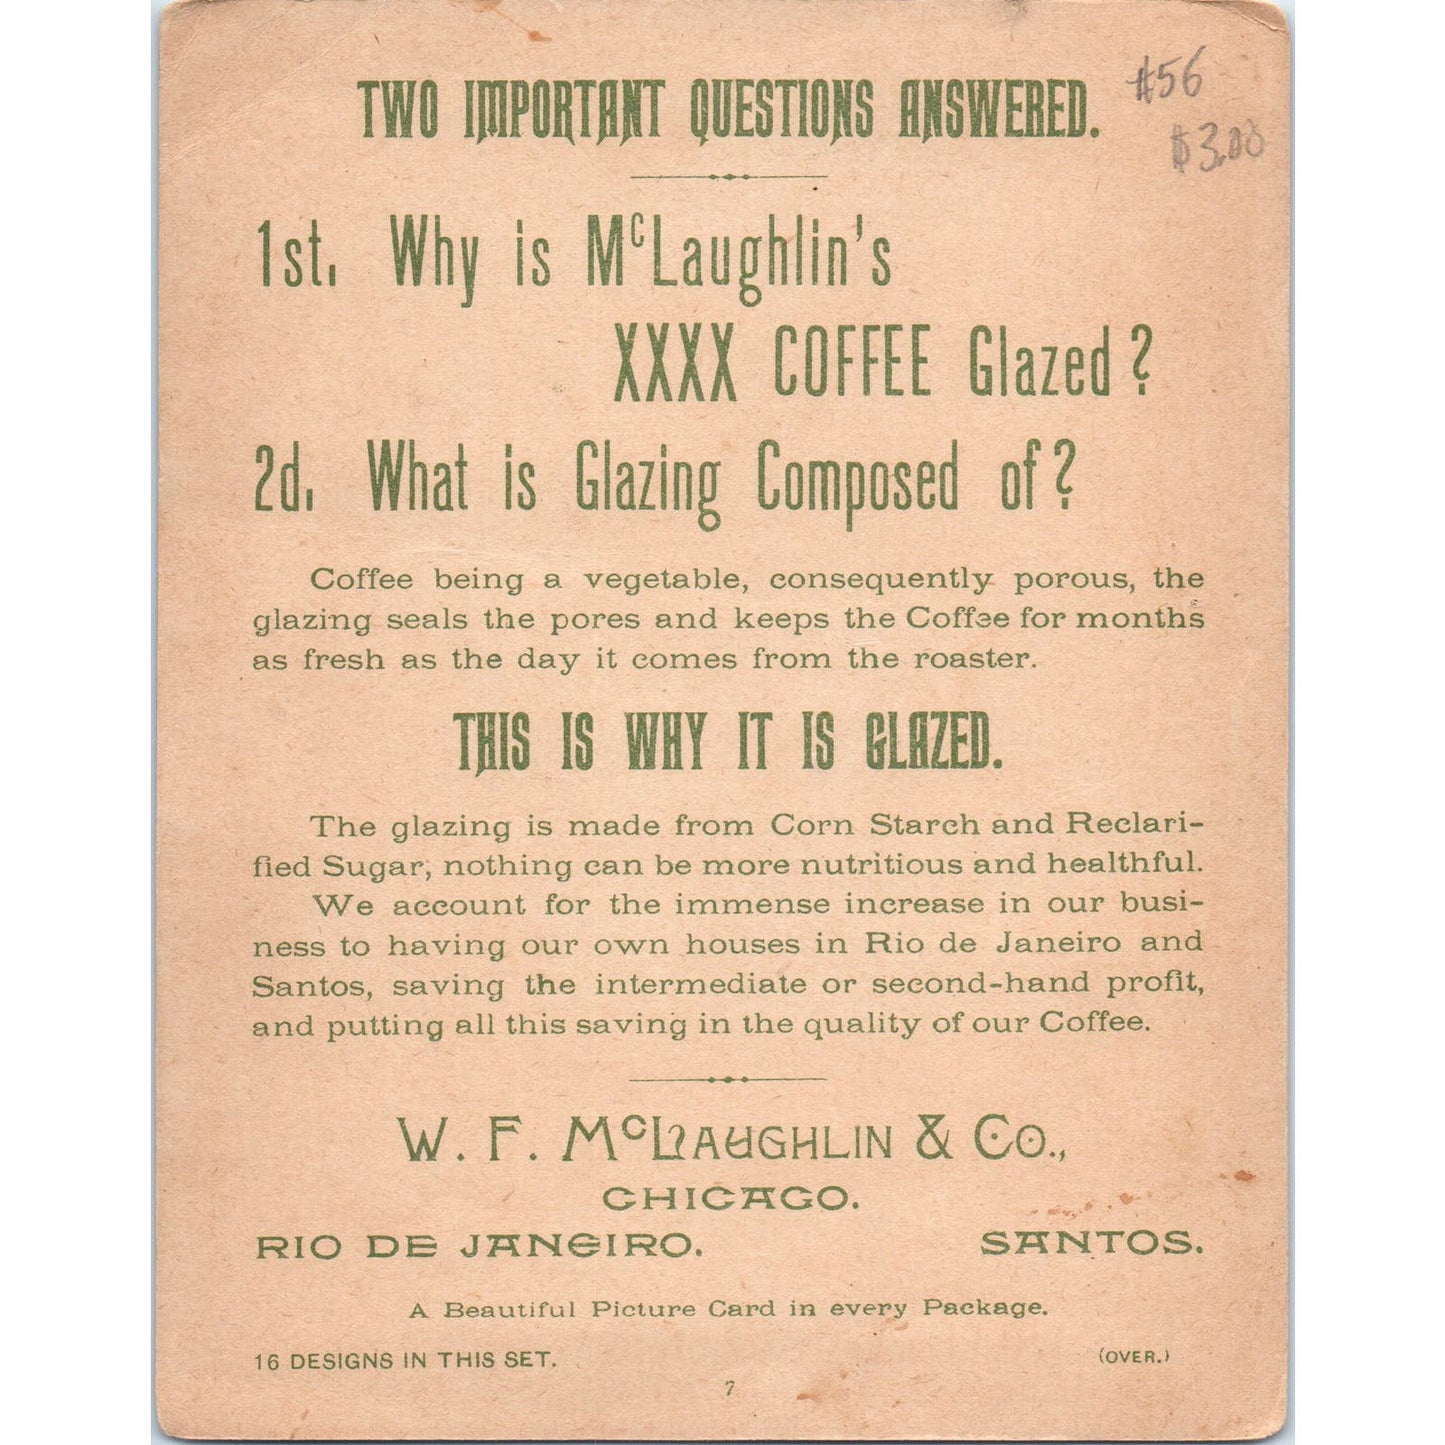 TWO IMPORTANT QUESTIONS ANSWERED.
#56
$3.00
1st. Why is McLaughlin's
XXXX COFFEE Glazed?
2d. What is Glazing Composed of?
Coffee being a vegetable, consequently porous, the
glazing seals the pores and keeps the Coffee for months
as fresh as the day it comes from the roaster.
THIS IS WHY IT IS GLAZED.
The glazing is made from Corn Starch and Reclari-
fied Sugar, nothing can be more nutritious and healthful.
We account for the immense increase in our busi-
ness to having our own houses in Rio de Janeiro and
Santos, saving the intermediate or second-hand profit,
and putting all this saving in the quality of our Coffee.
W. F. McLAUGHLIN & CO.,
CHICAGO.
RIO DE JANEIRO. SANTOS.
A Beautiful Picture Card in every Package.
16 DESIGNS IN THIS SET. (OVER.)
7